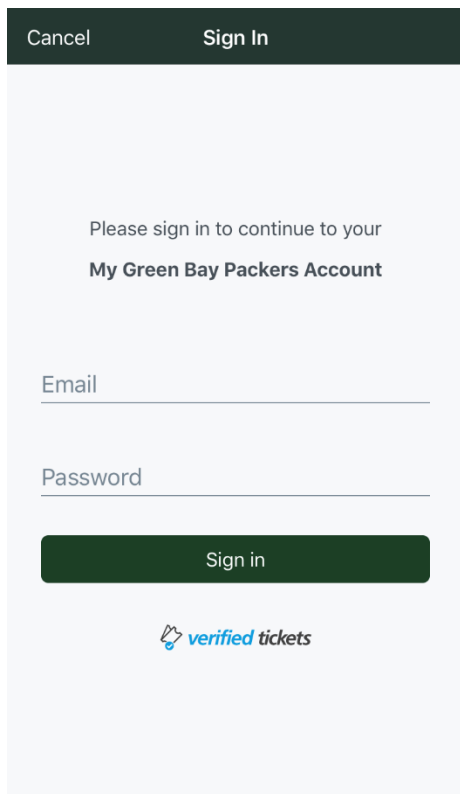 Cancel Sign In
Please sign in to continue to your
My Green Bay Packers Account
Email
Password
Sign in
verified tickets